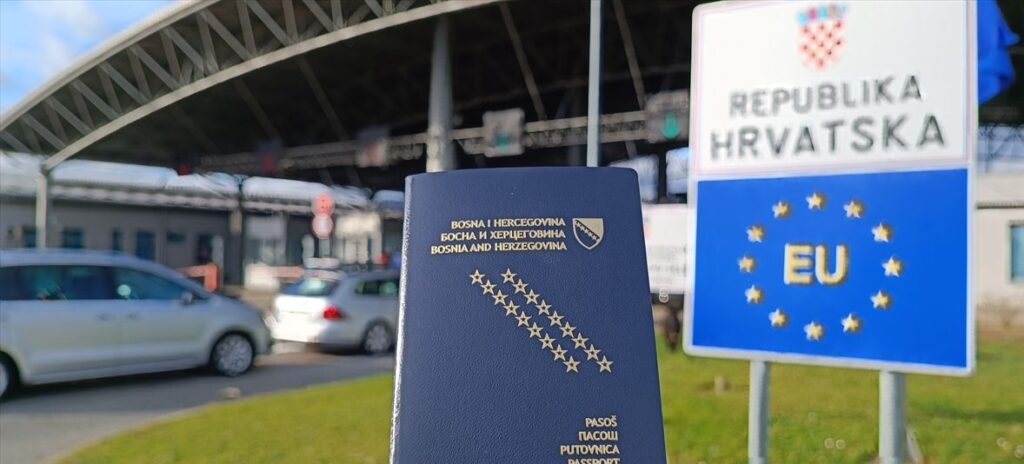 BOSNA I HERCEGOVINA
БОСНА И ХЕРЦЕГОВИНА
BOSNIA AND HERZEGOVINA
PASOŠ
ПАСОШ
PUTOVNICA
PASSPORT
REPUBLIKA
HRVATSKA
EU